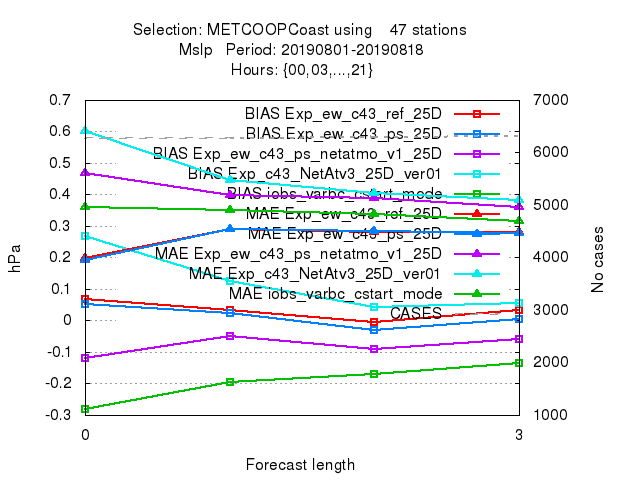 Selection: METCOOPCoast using 47 stations
Mslp Period: 20190801-20190818
Hours: {00,03,...,21}
0.7
0.6
0.5
0.4
0.3
0.2
0.1
0
-0.1
-0.2
-0.3
hPa
BIAS Exp_ew_c43_ref_25D
BIAS Exp_ew_c43_ps_25D
BIAS Exp_ew_c43_ps_netatmo_v1_25D
BIAS Exp_c43_NetAtv3_25D_ver01
BIAS iobs_varbc_cstart_mode
MAE Exp_ew_c43_ref_25D
MAE Exp_ew_c43_ps_25D
MAE Exp_ew_c43_ps_netatmo_v1_25D
MAE Exp_c43_NetAtv3_25D_ver01
MAE iobs_varbc_cstart_mode
CASES
7000
6000
5000
4000
3000
2000
1000
No cases
0
3
Forecast length